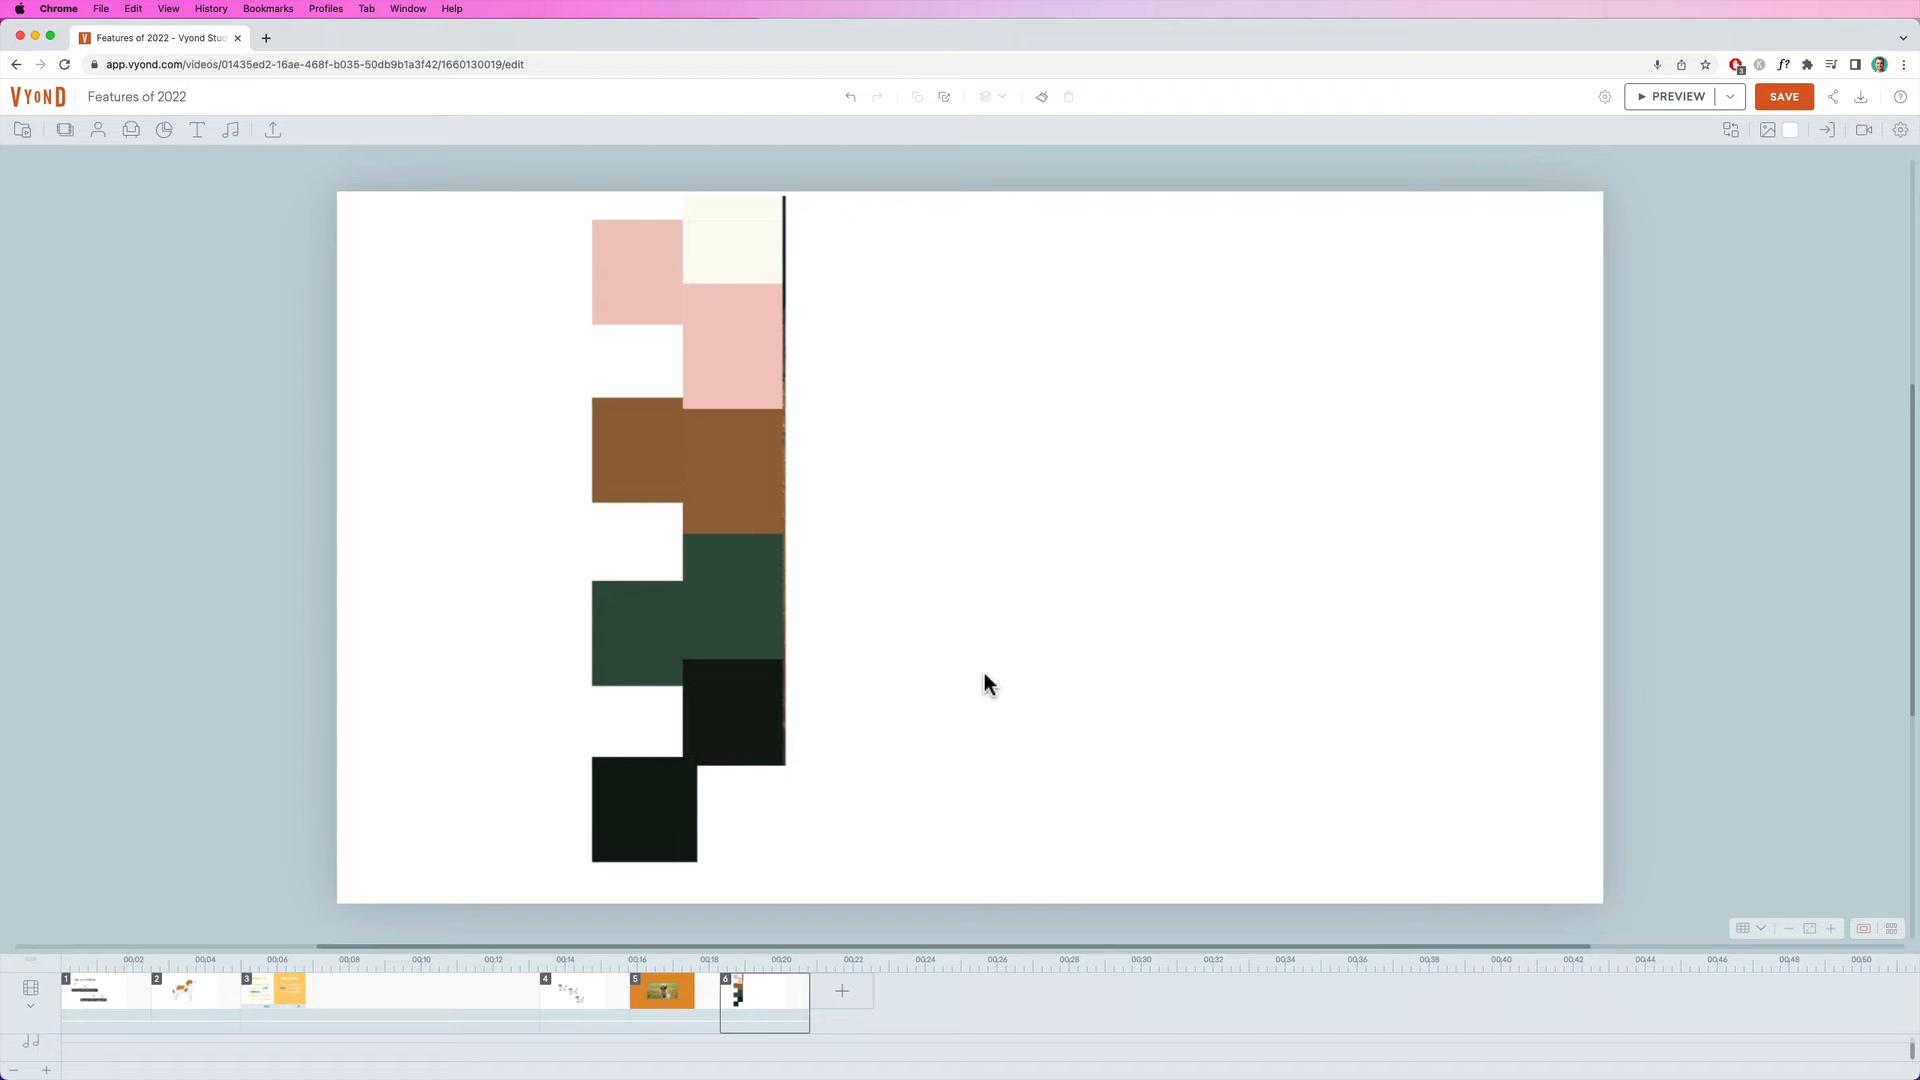 Chrome File Edit View History Bookmarks Profiles Tab Window Help
Features of 2022 - Vyond Stud
app.vyond.com/videos/01435ed2-16ae-468f-b035-50db9b1a3f42/1660130019/edit
VYOND Features of 2022 PREVIEW SAVE
00:02 00:04 00:06 00:08 00:10 00:12 00:14 00:16 00:18 00:20 00:22 00:24 00:26 00:28 00:30 00:32 00:34 00:36 00:38 00:40 00:42 00:44 00:46 00:48 00:50
1 2 3 4 5 6